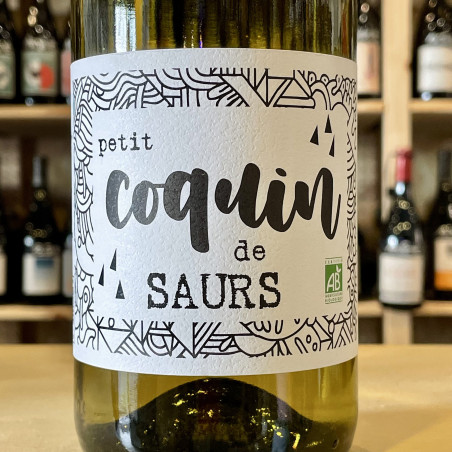 petit
coquin
de
SAURS
AB